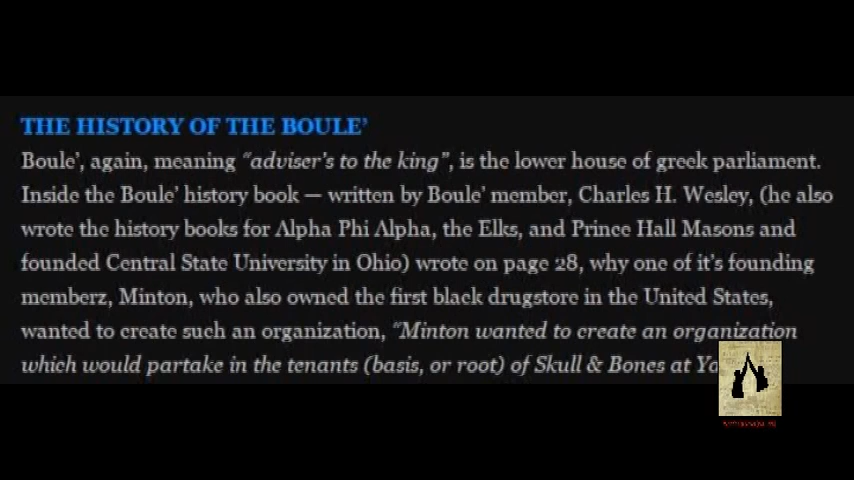 THE HISTORY OF THE BOULE’
Boule’, again, meaning “adviser’s to the king”, is the lower house of greek parliament.
Inside the Boule’ history book — written by Boule’ member, Charles H. Wesley, (he also
wrote the history books for Alpha Phi Alpha, the Elks, and Prince Hall Masons and
founded Central State University in Ohio) wrote on page 28, why one of it’s founding
memberz, Minton, who also owned the first black drugstore in the United States,
wanted to create such an organization, “Minton wanted to create an organization
which would partake in the tenants (basis, or root) of Skull & Bones at